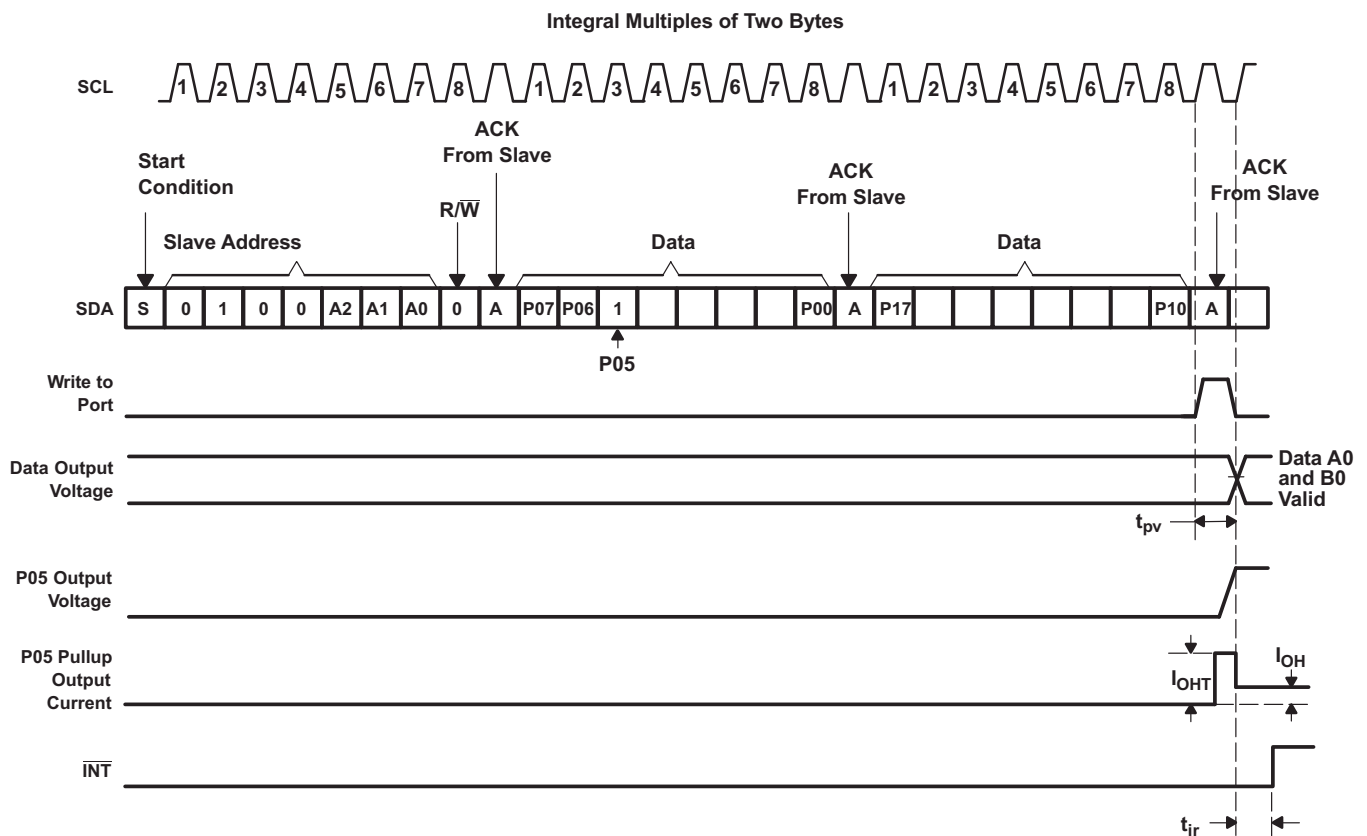 Integral Multiples of Two Bytes
SCL
1 2 3 4 5 6 7 8 1 2 3 4 5 6 7 8 1 2 3 4 5 6 7 8
Start
Condition
R/W̅
ACK
From Slave
ACK
From Slave
ACK
From Slave
Slave Address
Data
Data
SDA
S 0 1 0 0 A2 A1 A0 0 A P07 P06 1 P00 A P17 P10 A
P05
Write to
Port
Data Output
Voltage
Data A0
and B0
Valid
tpv
P05 Output
Voltage
P05 Pullup
Output
Current
IOHT
IOH
I̅N̅T̅
tir